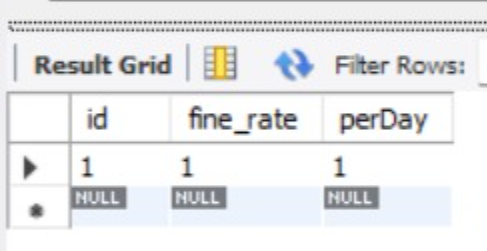 Result Grid Filter Rows:
id fine_rate perDay
1 1 1
NULL NULL NULL